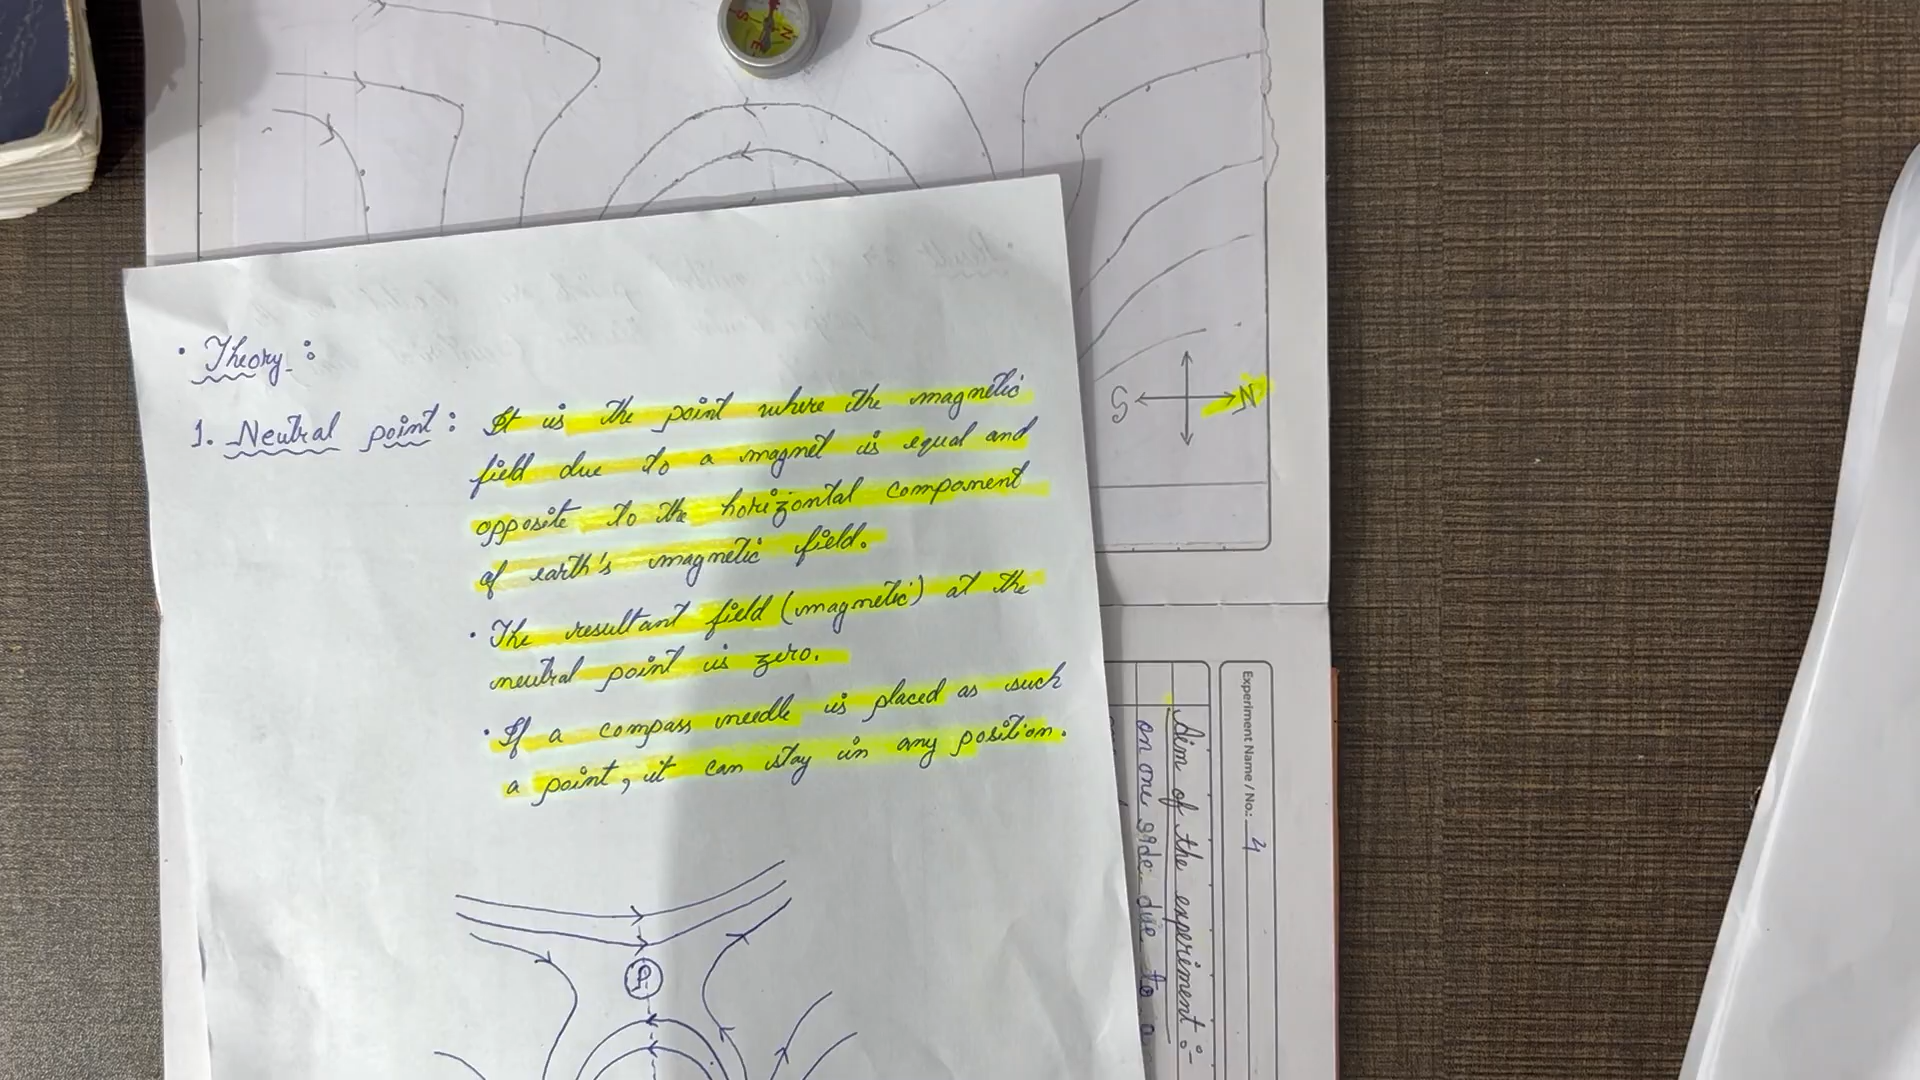 • Theory :
1. Neutral point : It is the point where the magnetic
field due to a magnet is equal and
opposite to the horizontal component
of earth's magnetic field.
• The resultant field (magnetic) at the
neutral point is zero.
• If a compass needle is placed as such
a point, it can stay in any position.
S N
Experiment Name / No.: 4
Aim of the experiment :-
on one side due to a
N
S
E